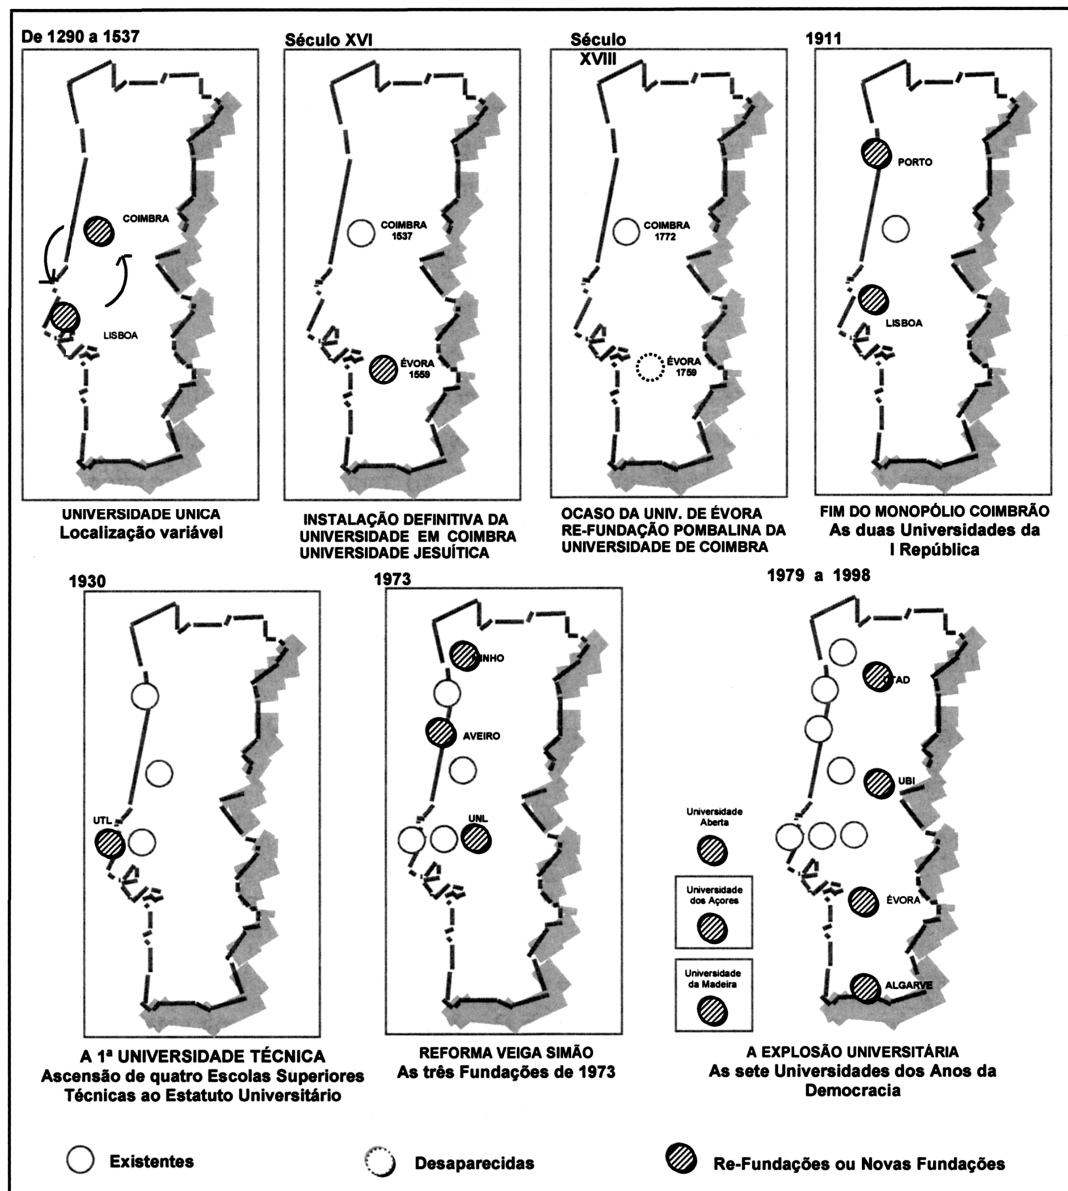 De 1290 a 1537
COIMBRA
LISBOA
UNIVERSIDADE UNICA
Localização variável
Século XVI
COIMBRA
1537
ÉVORA
1559
INSTALAÇÃO DEFINITIVA DA
UNIVERSIDADE EM COIMBRA
UNIVERSIDADE JESUÍTICA
Século
XVIII
COIMBRA
1772
ÉVORA
1759
OCASO DA UNIV. DE ÉVORA
RE-FUNDAÇÃO POMBALINA DA
UNIVERSIDADE DE COIMBRA
1911
PORTO
LISBOA
FIM DO MONOPÓLIO COIMBRÃO
As duas Universidades da
I República
1930
UTL
A 1ª UNIVERSIDADE TÉCNICA
Ascensão de quatro Escolas Superiores
Técnicas ao Estatuto Universitário
1973
MINHO
AVEIRO
UNL
REFORMA VEIGA SIMÃO
As três Fundações de 1973
1979 a 1998
UTAD
UBI
Universidade
Aberta
Universidade
dos Açores
ÉVORA
Universidade
da Madeira
ALGARVE
A EXPLOSÃO UNIVERSITÁRIA
As sete Universidades dos Anos da
Democracia
Existentes
Desaparecidas
Re-Fundações ou Novas Fundações